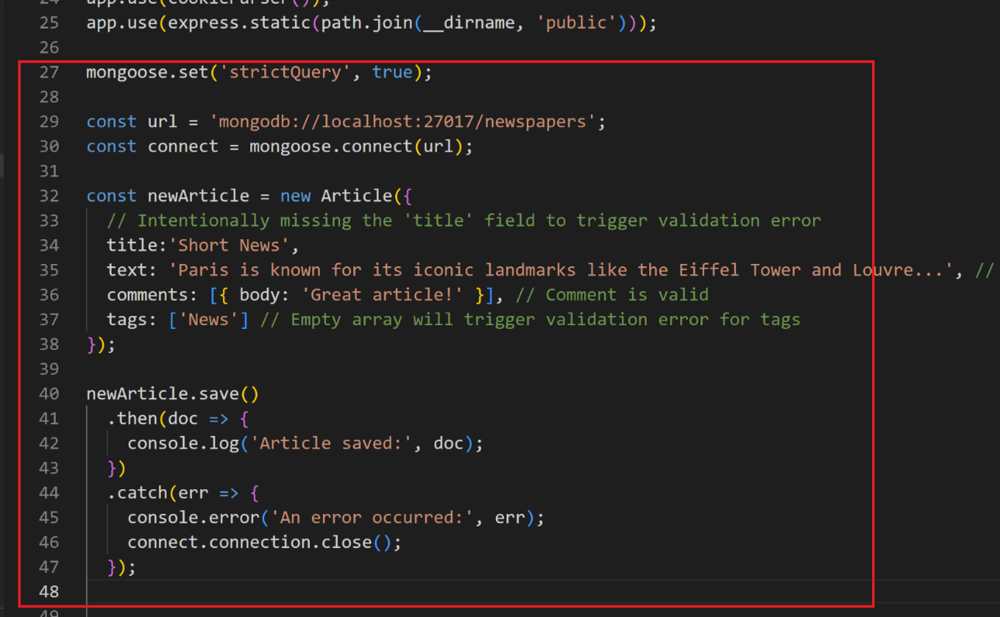 24 app.use(cookieParser());
25 app.use(express.static(path.join(__dirname, 'public')));
26
27 mongoose.set('strictQuery', true);
28
29 const url = 'mongodb://localhost:27017/newspapers';
30 const connect = mongoose.connect(url);
31
32 const newArticle = new Article({
33 // Intentionally missing the 'title' field to trigger validation error
34 title:'Short News',
35 text: 'Paris is known for its iconic landmarks like the Eiffel Tower and Louvre...', //
36 comments: [{ body: 'Great article!' }], // Comment is valid
37 tags: ['News'] // Empty array will trigger validation error for tags
38 });
39
40 newArticle.save()
41 .then(doc => {
42 console.log('Article saved:', doc);
43 })
44 .catch(err => {
45 console.error('An error occurred:', err);
46 connect.connection.close();
47 });
48
49